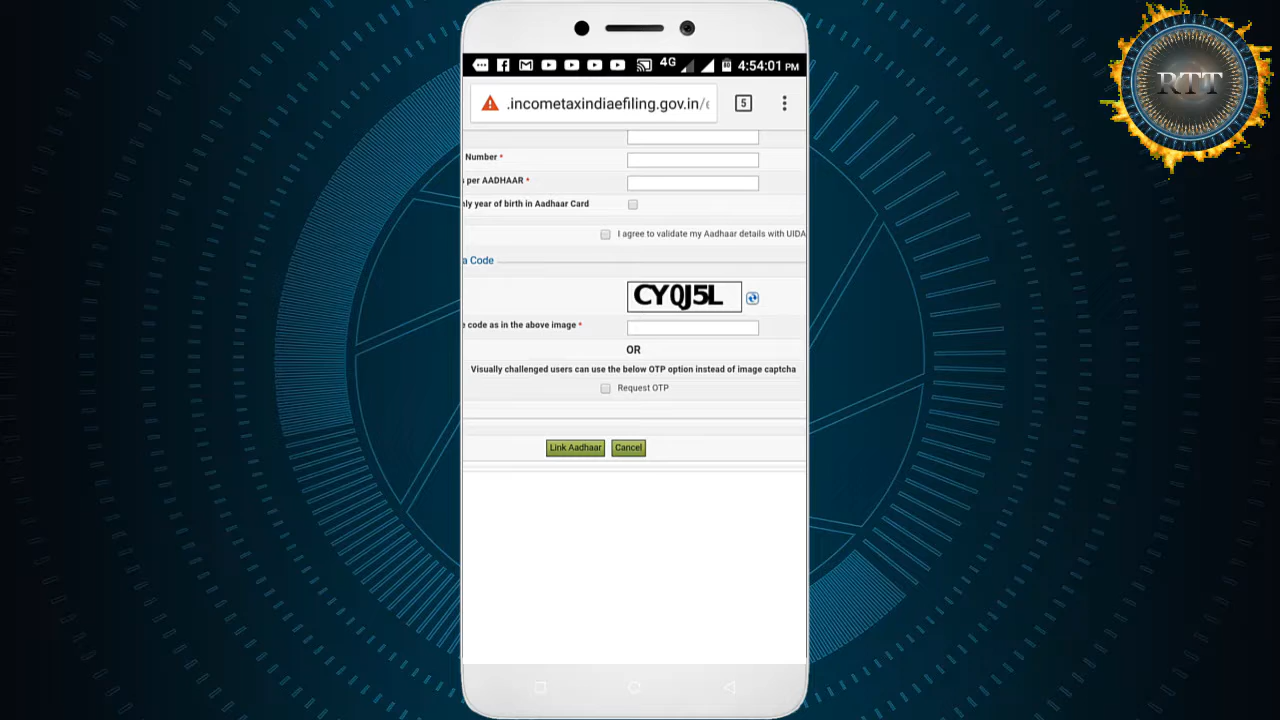 RTT
4G 4:54:01 PM
.incometaxindiaefiling.gov.in/e 5
Number *
s per AADHAAR *
nly year of birth in Aadhaar Card
I agree to validate my Aadhaar details with UIDA
a Code
CY0J5L
e code as in the above image *
OR
Visually challenged users can use the below OTP option instead of image captcha
Request OTP
Link Aadhaar Cancel